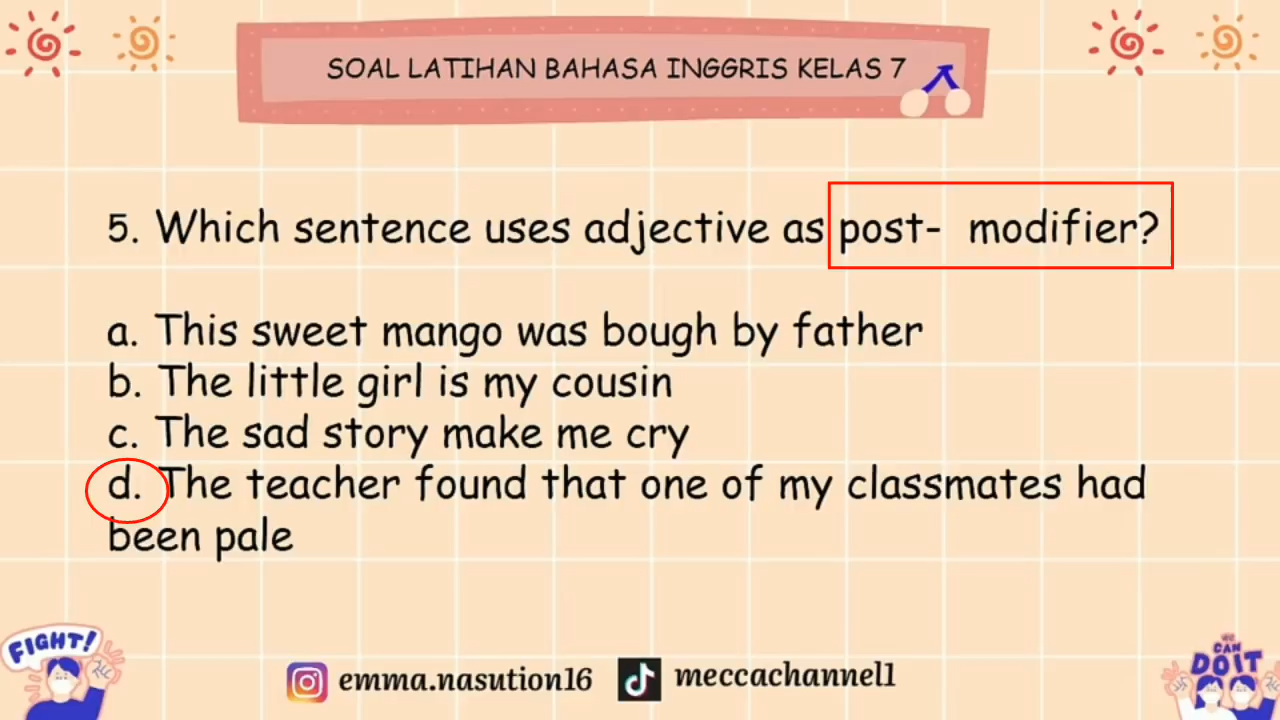 SOAL LATIHAN BAHASA INGGRIS KELAS 7
5. Which sentence uses adjective as post- modifier?
a. This sweet mango was bough by father
b. The little girl is my cousin
c. The sad story make me cry
d. The teacher found that one of my classmates had
been pale
FIGHT!
emma.nasution16
meccachannel1
WE
CAN
DO IT